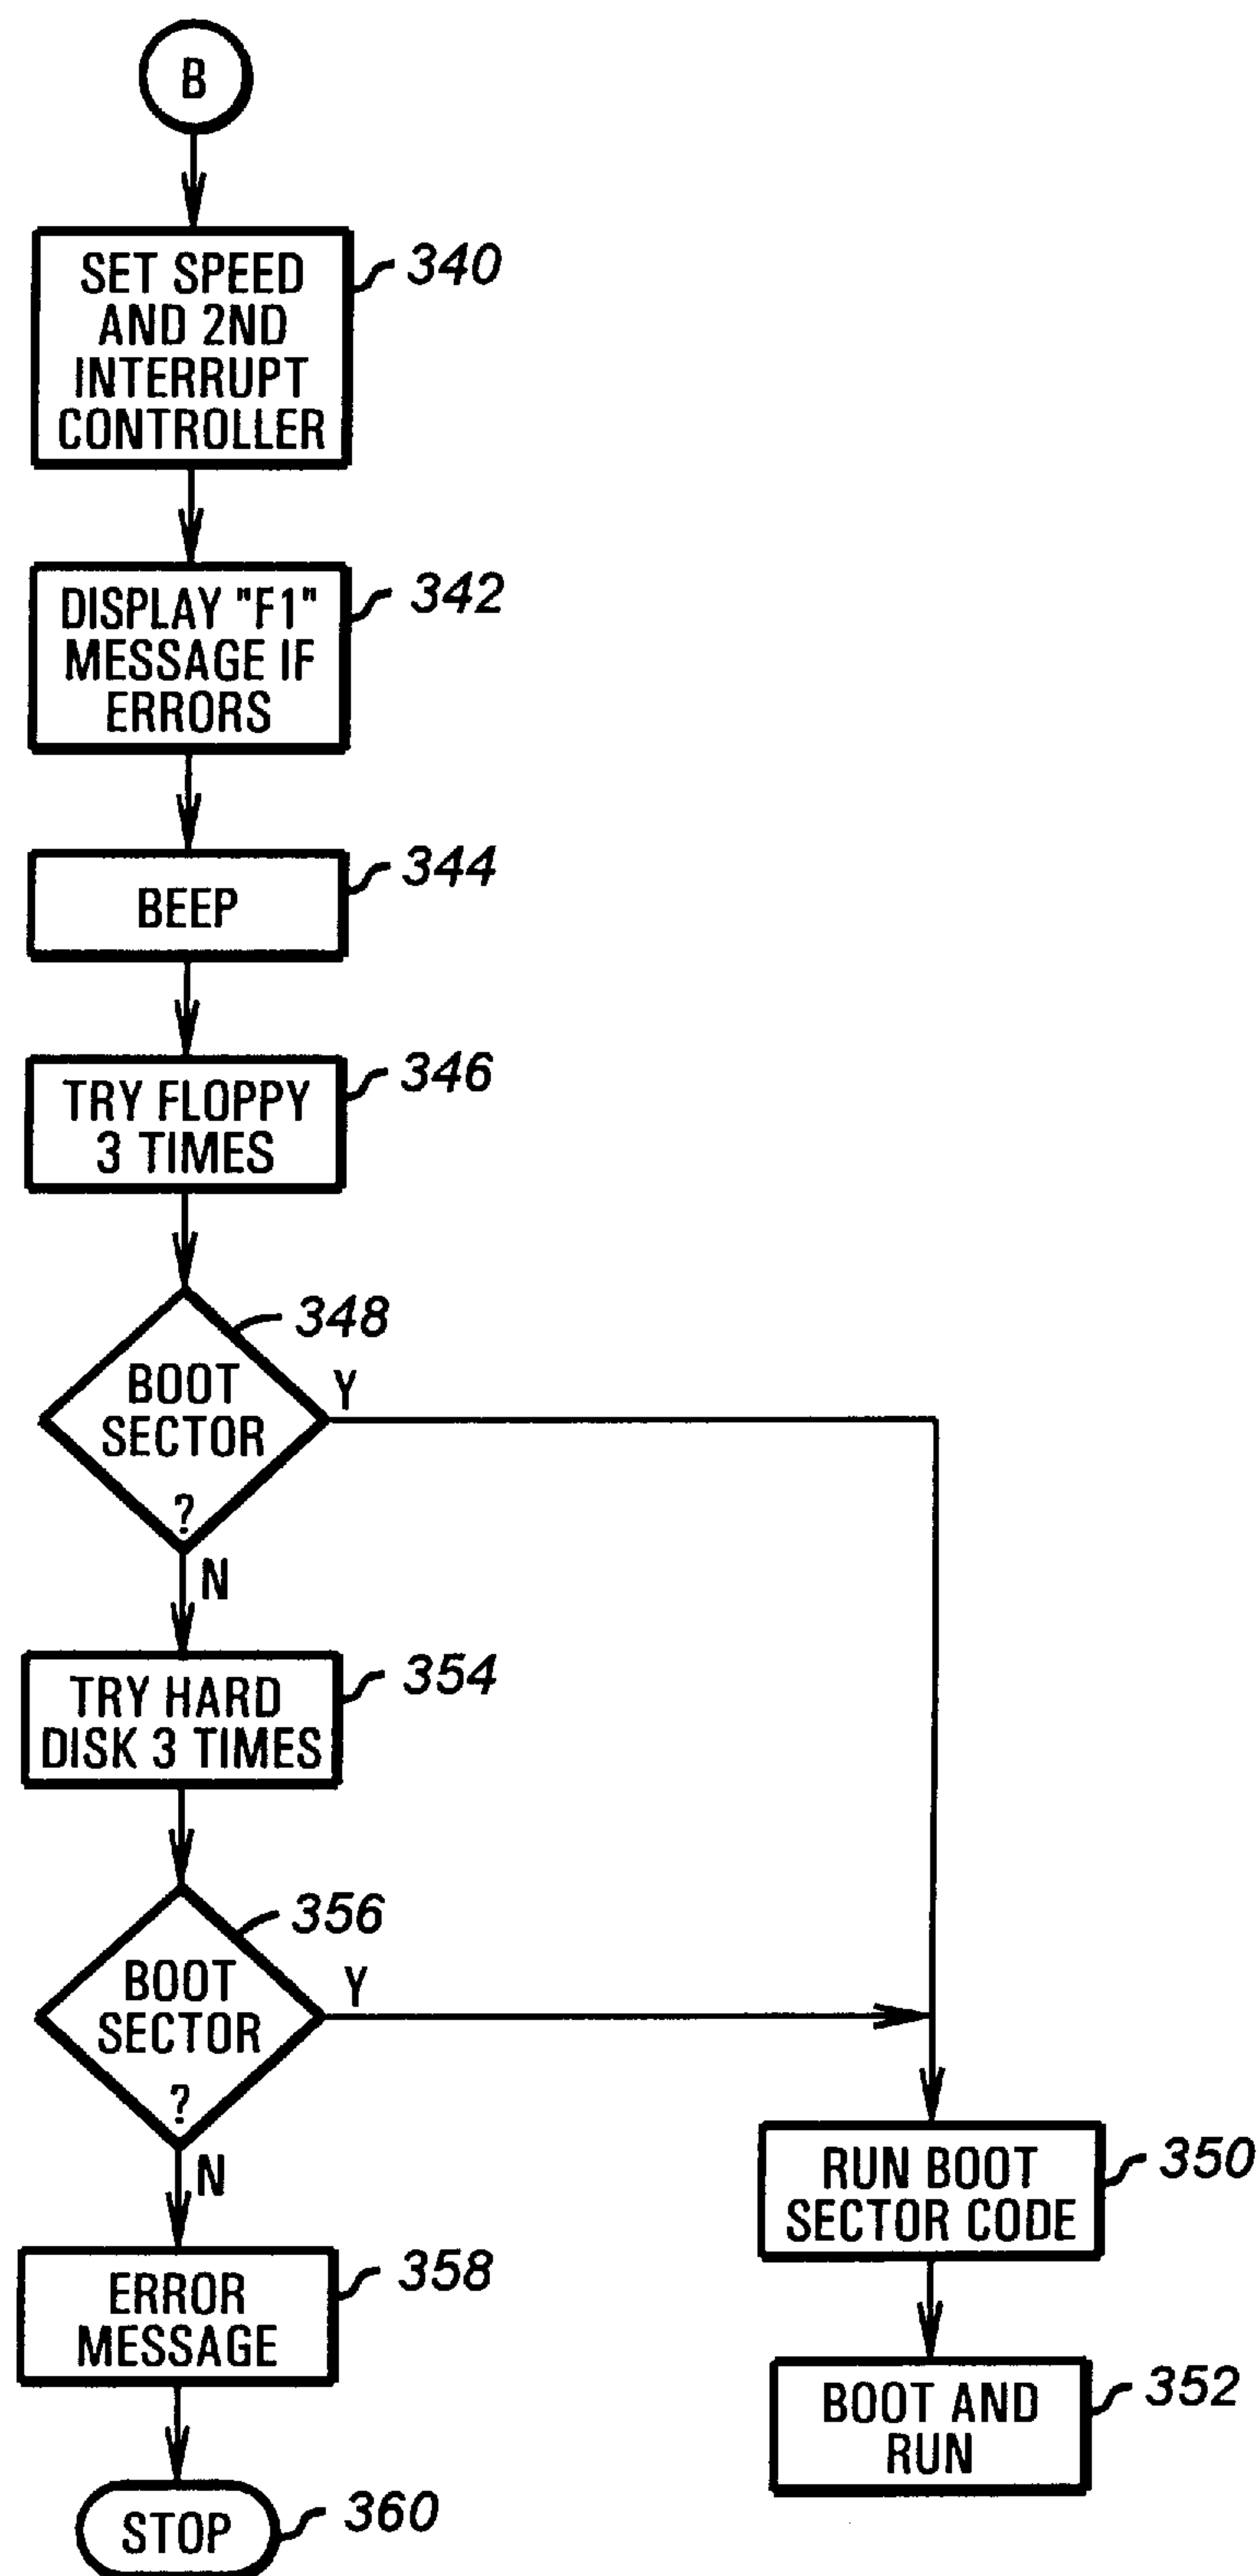 B
SET SPEED
AND 2ND
INTERRUPT
CONTROLLER
340
DISPLAY "F1"
MESSAGE IF
ERRORS
342
BEEP
344
TRY FLOPPY
3 TIMES
346
348
BOOT
SECTOR
?
Y
N
TRY HARD
DISK 3 TIMES
354
356
BOOT
SECTOR
?
Y
N
RUN BOOT
SECTOR CODE
350
ERROR
MESSAGE
358
BOOT AND
RUN
352
STOP
360